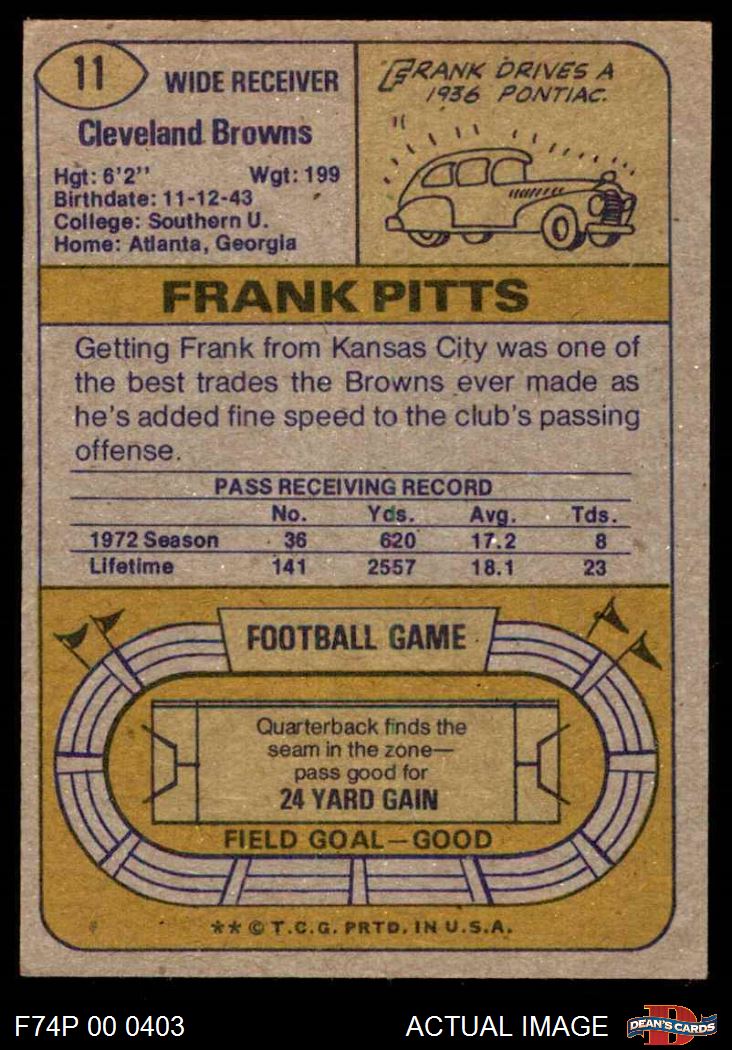 11
WIDE RECEIVER
Cleveland Browns
Hgt: 6'2" Wgt: 199
Birthdate: 11-12-43
College: Southern U.
Home: Atlanta, Georgia
FRANK DRIVES A
1936 PONTIAC.
FRANK PITTS
Getting Frank from Kansas City was one of
the best trades the Browns ever made as
he's added fine speed to the club's passing
offense.
PASS RECEIVING RECORD
No. Yds. Avg. Tds.
1972 Season 36 620 17.2 8
Lifetime 141 2557 18.1 23
FOOTBALL GAME
Quarterback finds the
seam in the zone—
pass good for
24 YARD GAIN
FIELD GOAL—GOOD
** © T.C.G. PRTD. IN U.S.A.
F74P 00 0403 ACTUAL IMAGE
D
DEAN'S CARDS